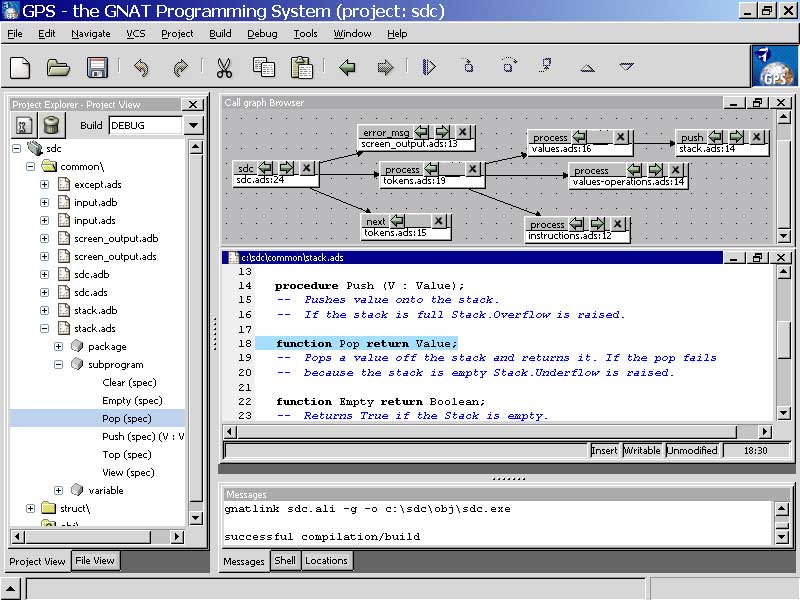 GPS - the GNAT Programming System (project: sdc)
File Edit Navigate VCS Project Build Debug Tools Window Help
GPS
Project Explorer - Project View
Build DEBUG
sdc
common\
except.ads
input.adb
input.ads
screen_output.adb
screen_output.ads
sdc.adb
sdc.ads
stack.adb
stack.ads
package
subprogram
Clear (spec)
Empty (spec)
Pop (spec)
Push (spec) (V : V
Top (spec)
View (spec)
variable
struct\
obj\
Project View File View
Call graph Browser
error_msg
screen_output.ads:13
process
values.ads:16
push
stack.ads:14
sdc
sdc.ads:24
process
tokens.ads:19
process
values-operations.ads:14
next
tokens.ads:15
process
instructions.ads:12
c:\sdc\common\stack.ads
13
14 procedure Push (V : Value);
15 -- Pushes value onto the stack.
16 -- If the stack is full Stack.Overflow is raised.
17
18 function Pop return Value;
19 -- Pops a value off the stack and returns it. If the pop fails
20 -- because the stack is empty Stack.Underflow is raised.
21
22 function Empty return Boolean;
23 -- Returns True if the Stack is empty.
Insert Writable Unmodified 18:30
Messages
gnatlink sdc.ali -g -o c:\sdc\obj\sdc.exe
successful compilation/build
Messages Shell Locations